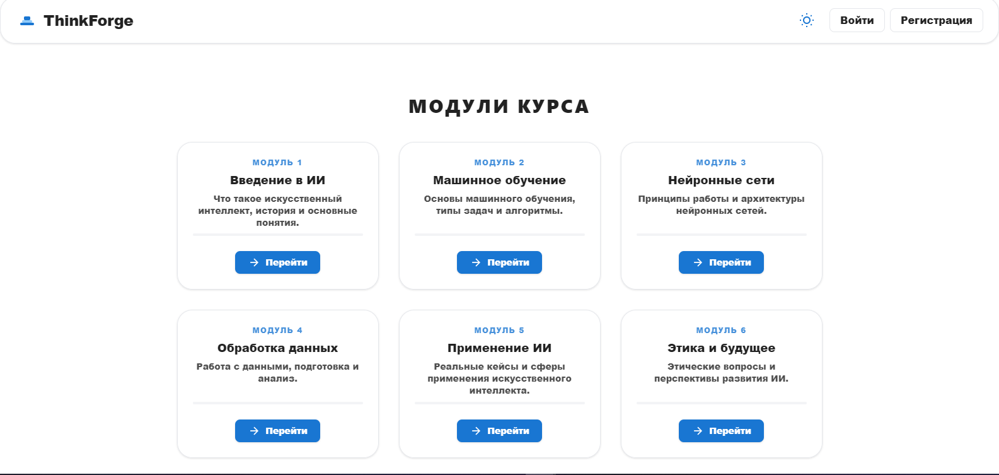 ThinkForge
Войти
Регистрация
МОДУЛИ КУРСА
МОДУЛЬ 1
Введение в ИИ
Что такое искусственный
интеллект, история и основные
понятия.
Перейти
МОДУЛЬ 2
Машинное обучение
Основы машинного обучения,
типы задач и алгоритмы.
Перейти
МОДУЛЬ 3
Нейронные сети
Принципы работы и архитектуры
нейронных сетей.
Перейти
МОДУЛЬ 4
Обработка данных
Работа с данными, подготовка и
анализ.
Перейти
МОДУЛЬ 5
Применение ИИ
Реальные кейсы и сферы
применения искусственного
интеллекта.
Перейти
МОДУЛЬ 6
Этика и будущее
Этические вопросы и
перспективы развития ИИ.
Перейти